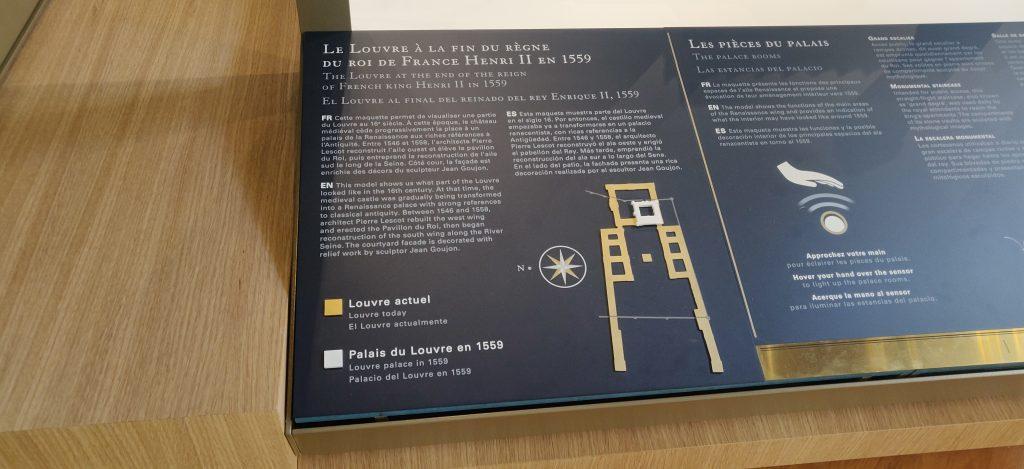 LE LOUVRE À LA FIN DU RÈGNE
DU ROI DE FRANCE HENRI II EN 1559
THE LOUVRE AT THE END OF THE REIGN
OF FRENCH KING HENRI II IN 1559
EL LOUVRE AL FINAL DEL REINADO DEL REY ENRIQUE II, 1559
FR Cette maquette permet de visualiser une partie
du Louvre au 16e siècle. À cette époque, le château
médiéval cède progressivement la place à un
palais de la Renaissance aux riches références à
l'Antiquité. Entre 1546 et 1558, l'architecte Pierre
Lescot reconstruit l'aile ouest et élève le pavillon
du Roi, puis entreprend la reconstruction de l'aile
sud le long de la Seine. Côté cour, la façade est
enrichie des décors du sculpteur Jean Goujon.
EN This model shows us what part of the Louvre
looked like in the 16th century. At that time, the
medieval castle was gradually being transformed
into a Renaissance palace with strong references
to classical antiquity. Between 1546 and 1558,
architect Pierre Lescot rebuilt the west wing
and erected the Pavillon du Roi, then began
reconstruction of the south wing along the River
Seine. The courtyard facade is decorated with
relief work by sculptor Jean Goujon.
ES Esta maqueta muestra parte del Louvre
en el siglo 16. Por entonces, el castillo medieval
empezaba ya a transformarse en un palacio
renacentista, con ricas referencias a la
Antigüedad. Entre 1546 y 1558, el arquitecto
Pierre Lescot reconstruyó el ala oeste y erigió
el pabellón del Rey. Más tarde, emprendió la
reconstrucción del ala sur a lo largo del Sena.
En el lado del patio, la fachada presenta una rica
decoración realizada por el escultor Jean Goujon.
N
Louvre actuel
Louvre today
El Louvre actualmente
Palais du Louvre en 1559
Louvre palace in 1559
Palacio del Louvre en 1559
LES PIÈCES DU PALAIS
THE PALACE ROOMS
LAS ESTANCIAS DEL PALACIO
FR La maquette présente les fonctions des principaux
espaces de l'aile Renaissance et propose une
évocation de leur aménagement intérieur vers 1559.
EN The model shows the functions of the main areas
of the Renaissance wing and provides an indication of
what the interior may have looked like around 1559.
ES Esta maqueta muestra las funciones y la posible
decoración interior de los principales espacios del ala
renacentista en torno a 1559.
Approchez votre main
pour éclairer les pièces du palais.
Hover your hand over the sensor
to light up the palace rooms.
Acerque la mano al sensor
para iluminar las estancias del palacio.
GRAND ESCALIER
MONUMENTAL STAIRCASE
LA ESCALERA MONUMENTAL